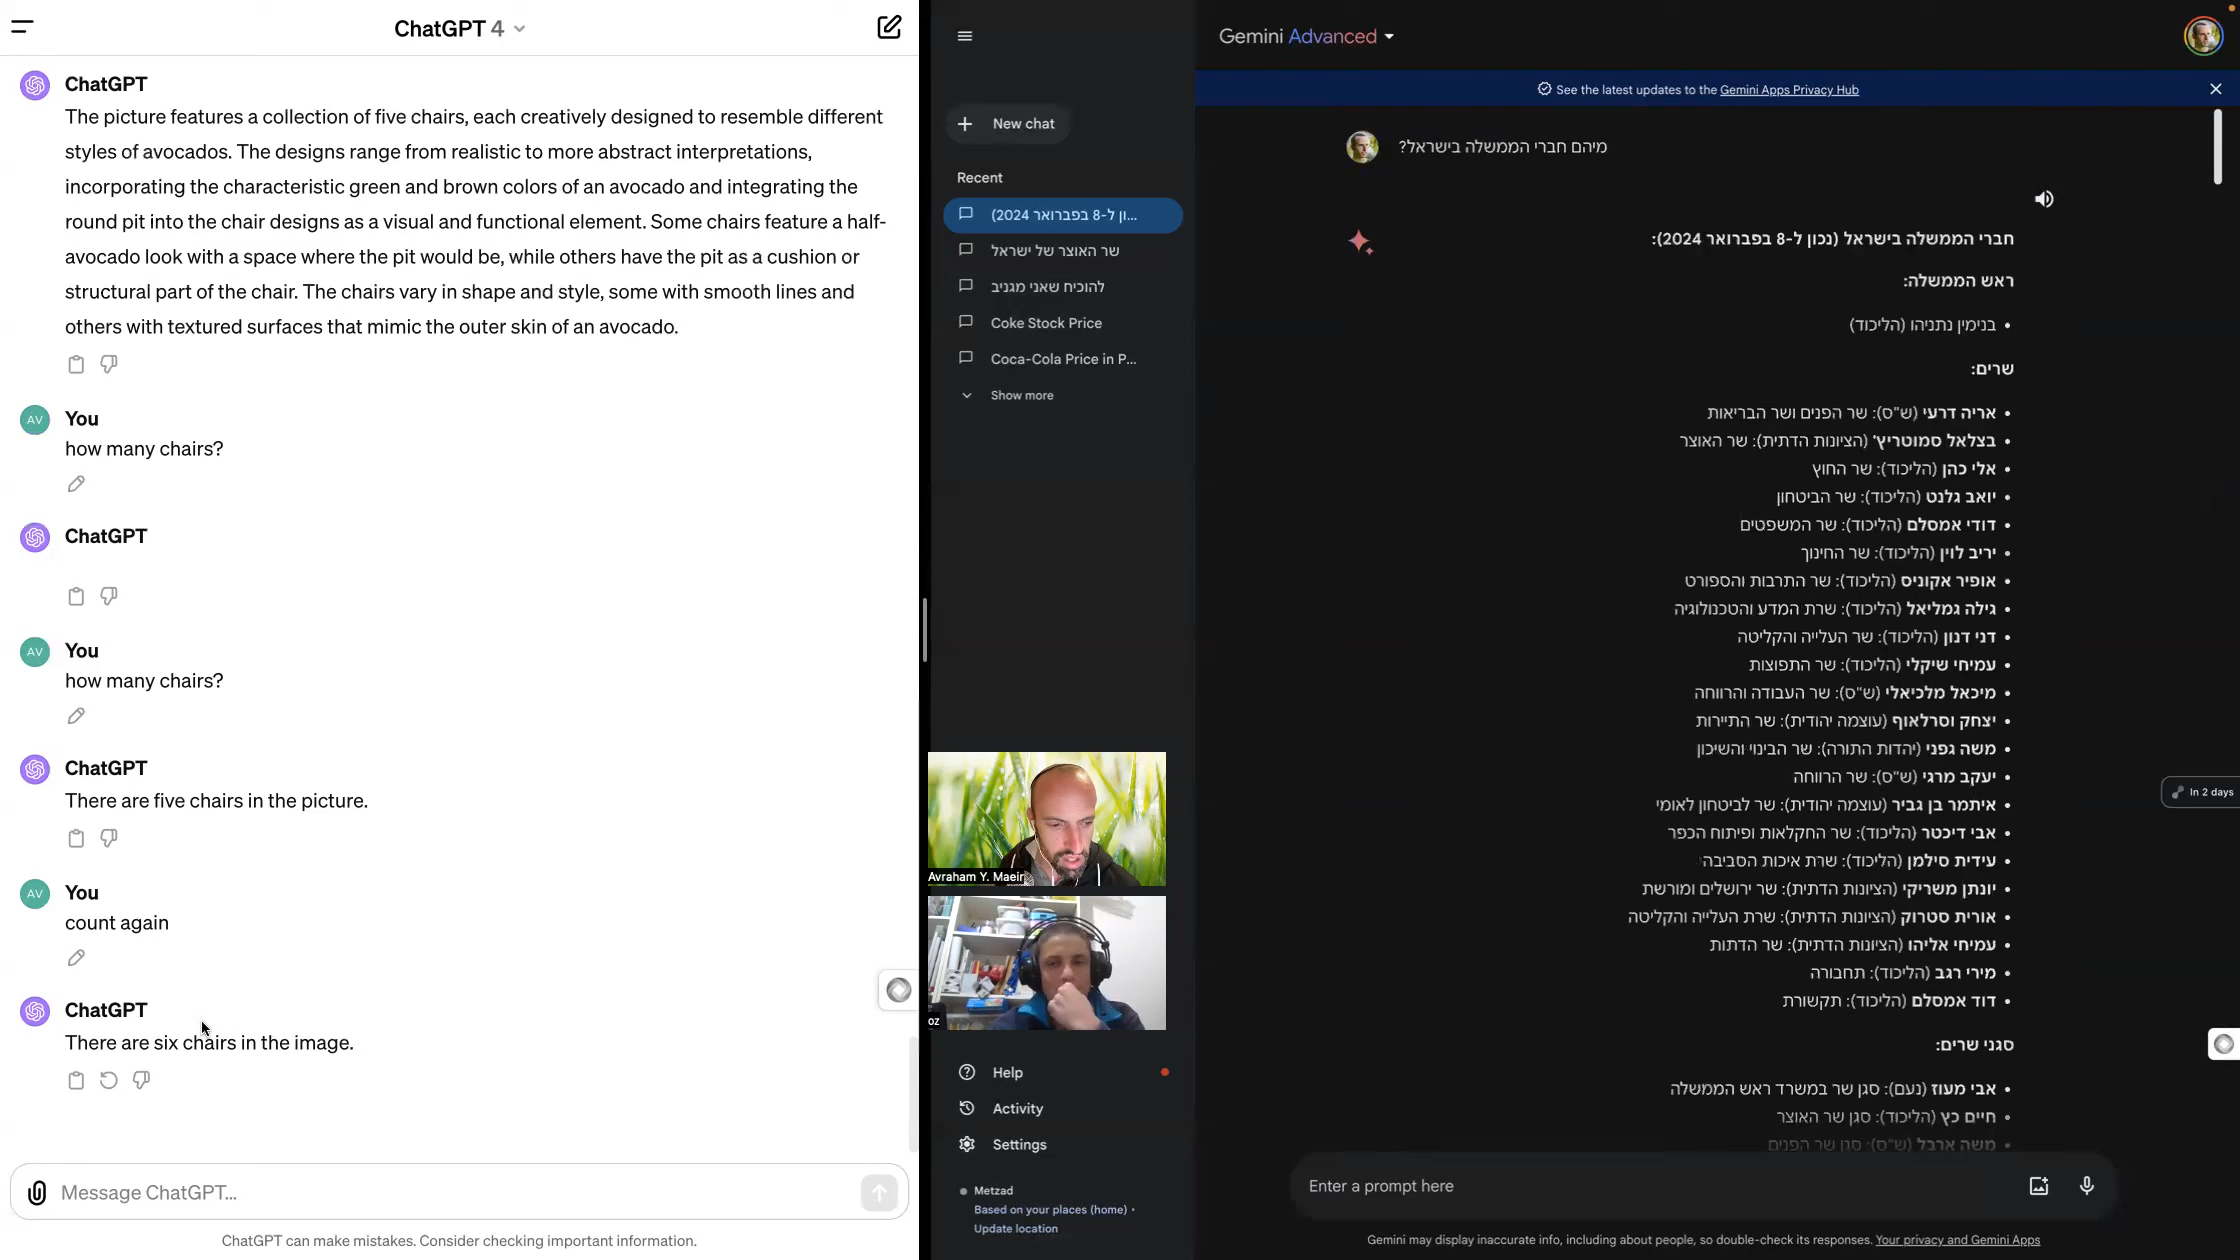 ChatGPT 4
ChatGPT
The picture features a collection of five chairs, each creatively designed to resemble different
styles of avocados. The designs range from realistic to more abstract interpretations,
incorporating the characteristic green and brown colors of an avocado and integrating the
round pit into the chair designs as a visual and functional element. Some chairs feature a half-
avocado look with a space where the pit would be, while others have the pit as a cushion or
structural part of the chair. The chairs vary in shape and style, some with smooth lines and
others with textured surfaces that mimic the outer skin of an avocado.
AV
You
how many chairs?
ChatGPT
AV
You
how many chairs?
ChatGPT
There are five chairs in the picture.
AV
You
count again
ChatGPT
There are six chairs in the image.
Message ChatGPT...
ChatGPT can make mistakes. Consider checking important information.
New chat
Recent
...נכון ל-8 בפברואר 2024)
שר האוצר של ישראל
להוכיח שאני מגניב
Coke Stock Price
Coca-Cola Price in P...
Show more
Avraham Y. Maein
oz
Help
Activity
Settings
Metzad
Based on your places (home) •
Update location
Gemini Advanced
See the latest updates to the Gemini Apps Privacy Hub
מיהם חברי הממשלה בישראל?
חברי הממשלה בישראל (נכון ל-8 בפברואר 2024):
ראש הממשלה:
• בנימין נתניהו (הליכוד)
שרים:
• אריה דרעי (ש"ס): שר הפנים ושר הבריאות
• בצלאל סמוטריץ' (הציונות הדתית): שר האוצר
• אלי כהן (הליכוד): שר החוץ
• יואב גלנט (הליכוד): שר הביטחון
• דודי אמסלם (הליכוד): שר המשפטים
• יריב לוין (הליכוד): שר החינוך
• אופיר אקוניס (הליכוד): שר התרבות והספורט
• גילה גמליאל (הליכוד): שרת המדע והטכנולוגיה
• דני דנון (הליכוד): שר העלייה והקליטה
• עמיחי שיקלי (הליכוד): שר התפוצות
• מיכאל מלכיאלי (ש"ס): שר העבודה והרווחה
• יצחק וסרלאוף (עוצמה יהודית): שר התיירות
• משה גפני (יהדות התורה): שר הבינוי והשיכון
• יעקב מרגי (ש"ס): שר הרווחה
• איתמר בן גביר (עוצמה יהודית): שר לביטחון לאומי
• אבי דיכטר (הליכוד): שר החקלאות ופיתוח הכפר
• עידית סילמן (הליכוד): שרת איכות הסביבה
• יונתן משריקי (הציונות הדתית): שר ירושלים ומורשת
• אורית סטרוק (הציונות הדתית): שרת העלייה והקליטה
• עמיחי אליהו (הציונות הדתית): שר הדתות
• מירי רגב (הליכוד): תחבורה
• דוד אמסלם (הליכוד): תקשורת
סגני שרים:
• אבי מעוז (נעם): סגן שר במשרד ראש הממשלה
• חיים כץ (הליכוד): סגן שר האוצר
• משה ארבל (ש"ס): סגן שר הפנים
In 2 days
Enter a prompt here
Gemini may display inaccurate info, including about people, so double-check its responses. Your privacy and Gemini Apps